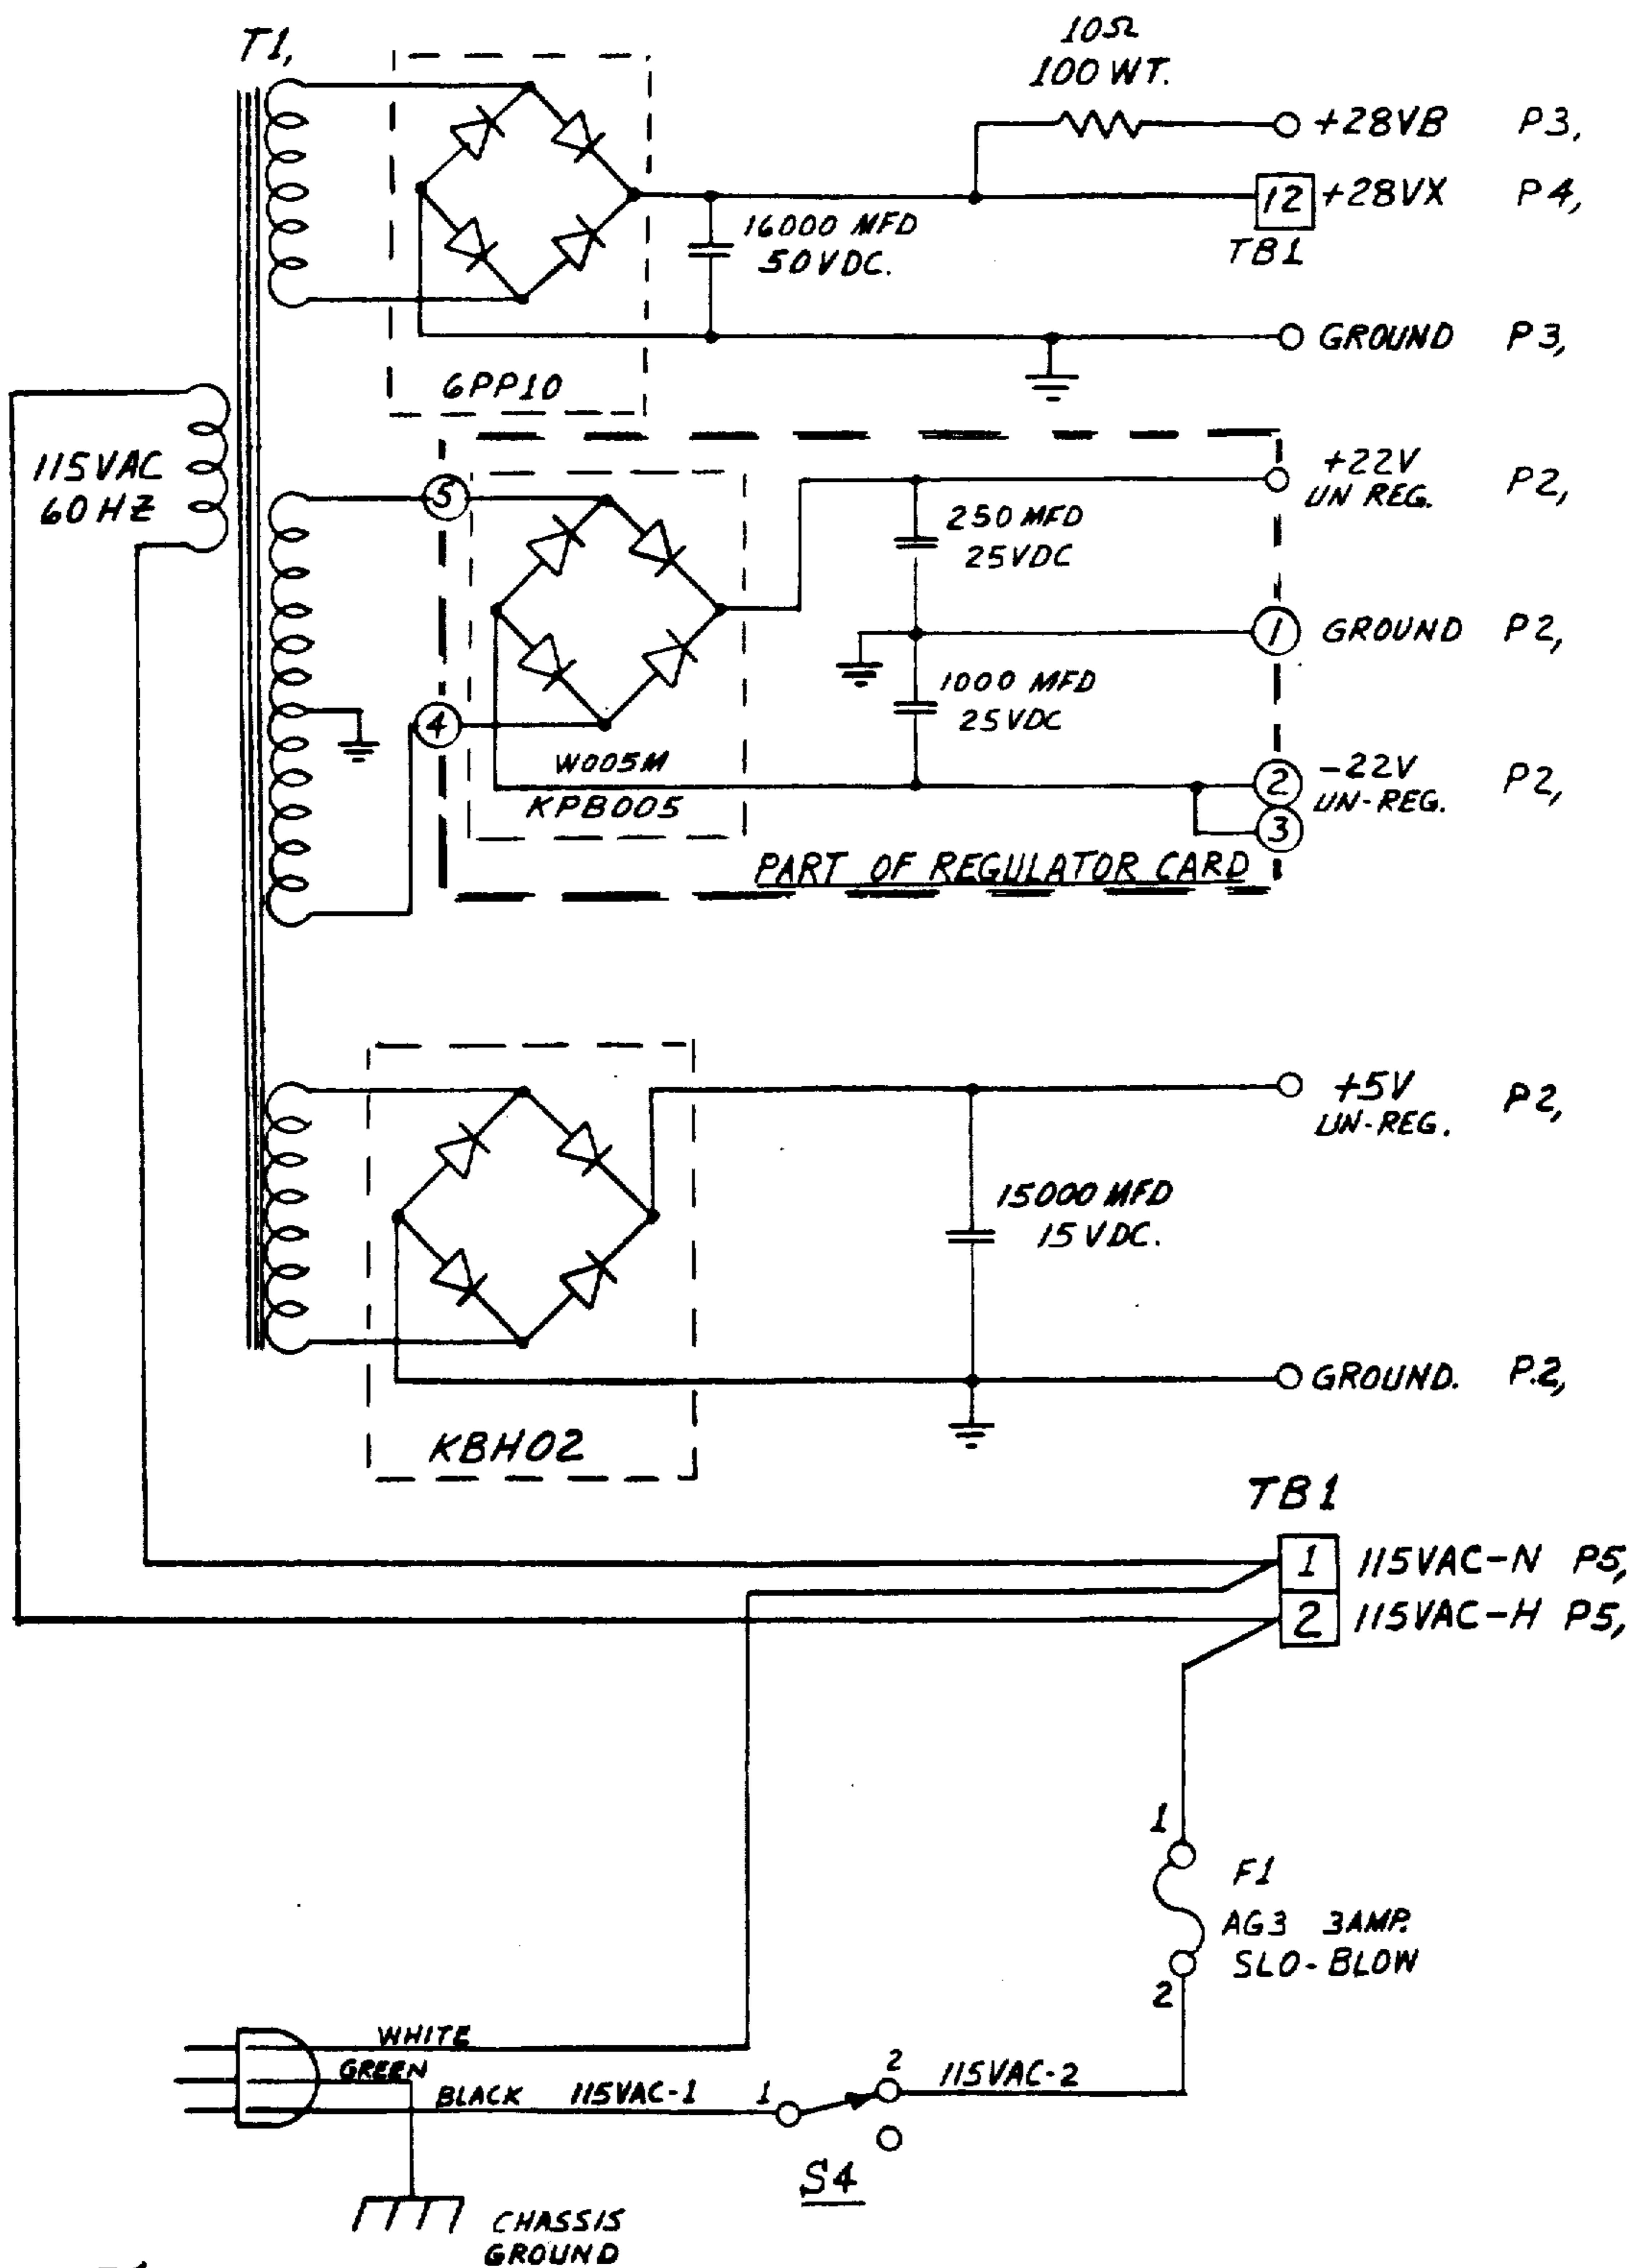 T1,
10Ω
100 WT.
+28VB P3,
16000 MFD
50VDC.
12 +28VX P4,
TB1
GROUND P3,
6PP10
115VAC
60HZ
5
+22V
UN REG. P2,
250 MFD
25VDC
1 GROUND P2,
4
1000 MFD
25VDC
W005M
KPB005
2 -22V
UN-REG. P2,
3
PART OF REGULATOR CARD
+5V
UN-REG. P2,
15000 MFD
15VDC.
GROUND. P.2,
KBH02
TB1
1 115VAC-N P5,
2 115VAC-H P5,
1
F1
AG3 3AMP.
SLO-BLOW
2
WHITE
GREEN
BLACK 115VAC-1 1
2 115VAC-2
S4
CHASSIS
GROUND